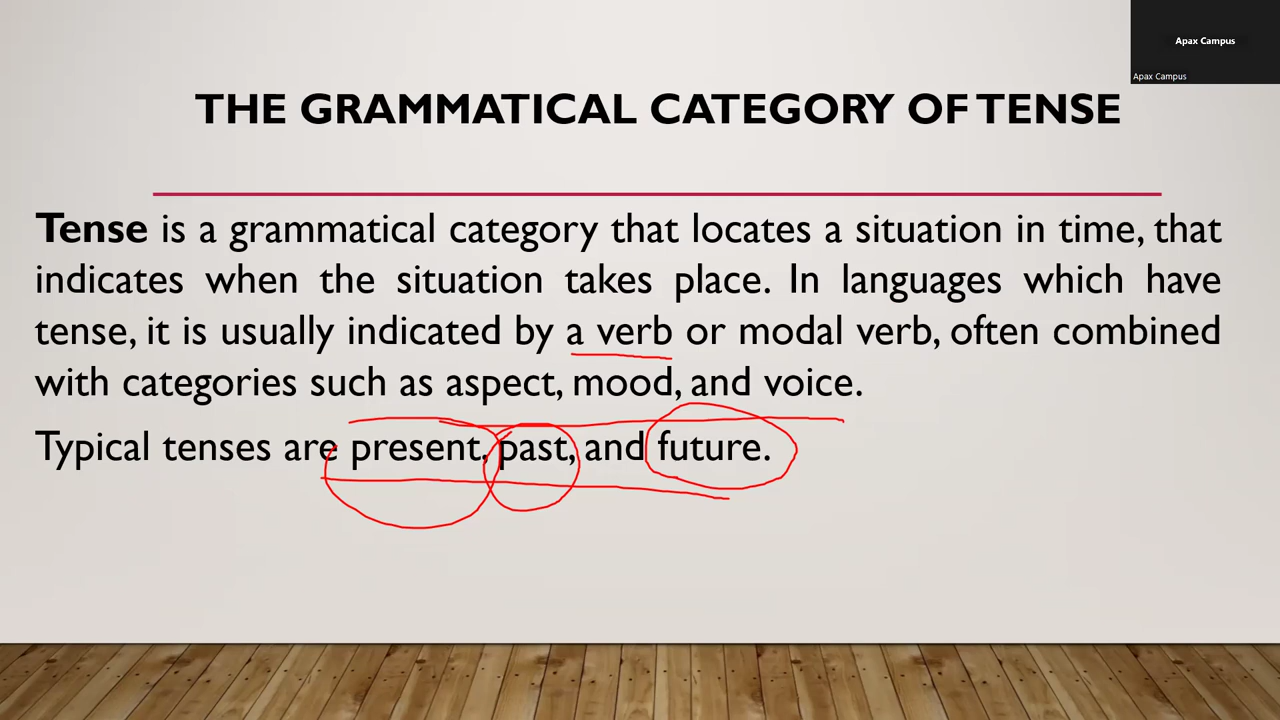 Apax Campus
Apax Campus
THE GRAMMATICAL CATEGORY OF TENSE
Tense is a grammatical category that locates a situation in time, that
indicates when the situation takes place. In languages which have
tense, it is usually indicated by a verb or modal verb, often combined
with categories such as aspect, mood, and voice.
Typical tenses are present, past, and future.